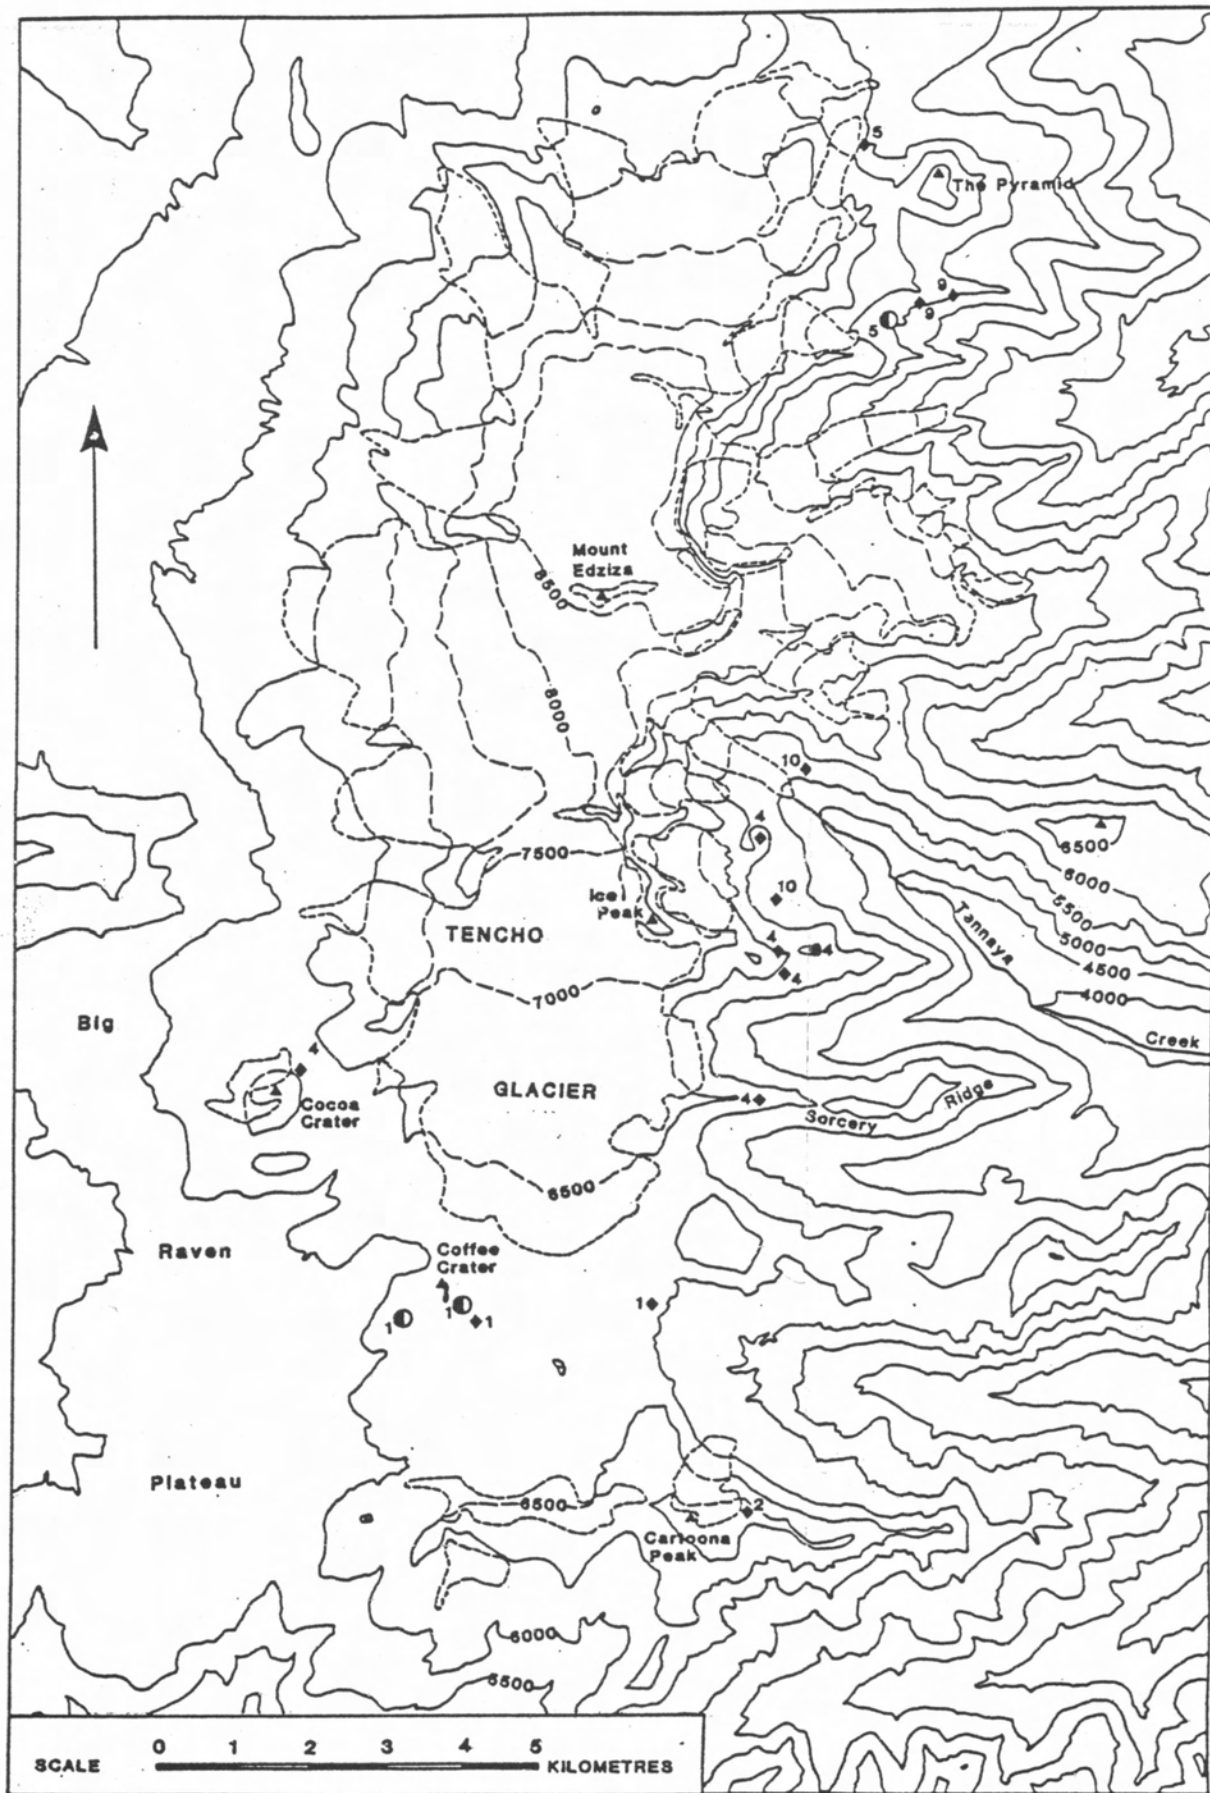 5
The Pyramid
9
9
5
Mount
Edziza
8500
8000
10
4
7500
6500
6000
5500
5000
4500
4000
Ice
Peak
10
TENCHO
Tannaya
4
4
4
7000
Big
Creek
4
GLACIER
4
Cocoa
Crater
Sorcery
Ridge
6500
Raven
Coffee
Crater
1
1
1
1
Plateau
6500
2
Cartoona
Peak
6000
5500
SCALE
0 1 2 3 4 5
KILOMETRES